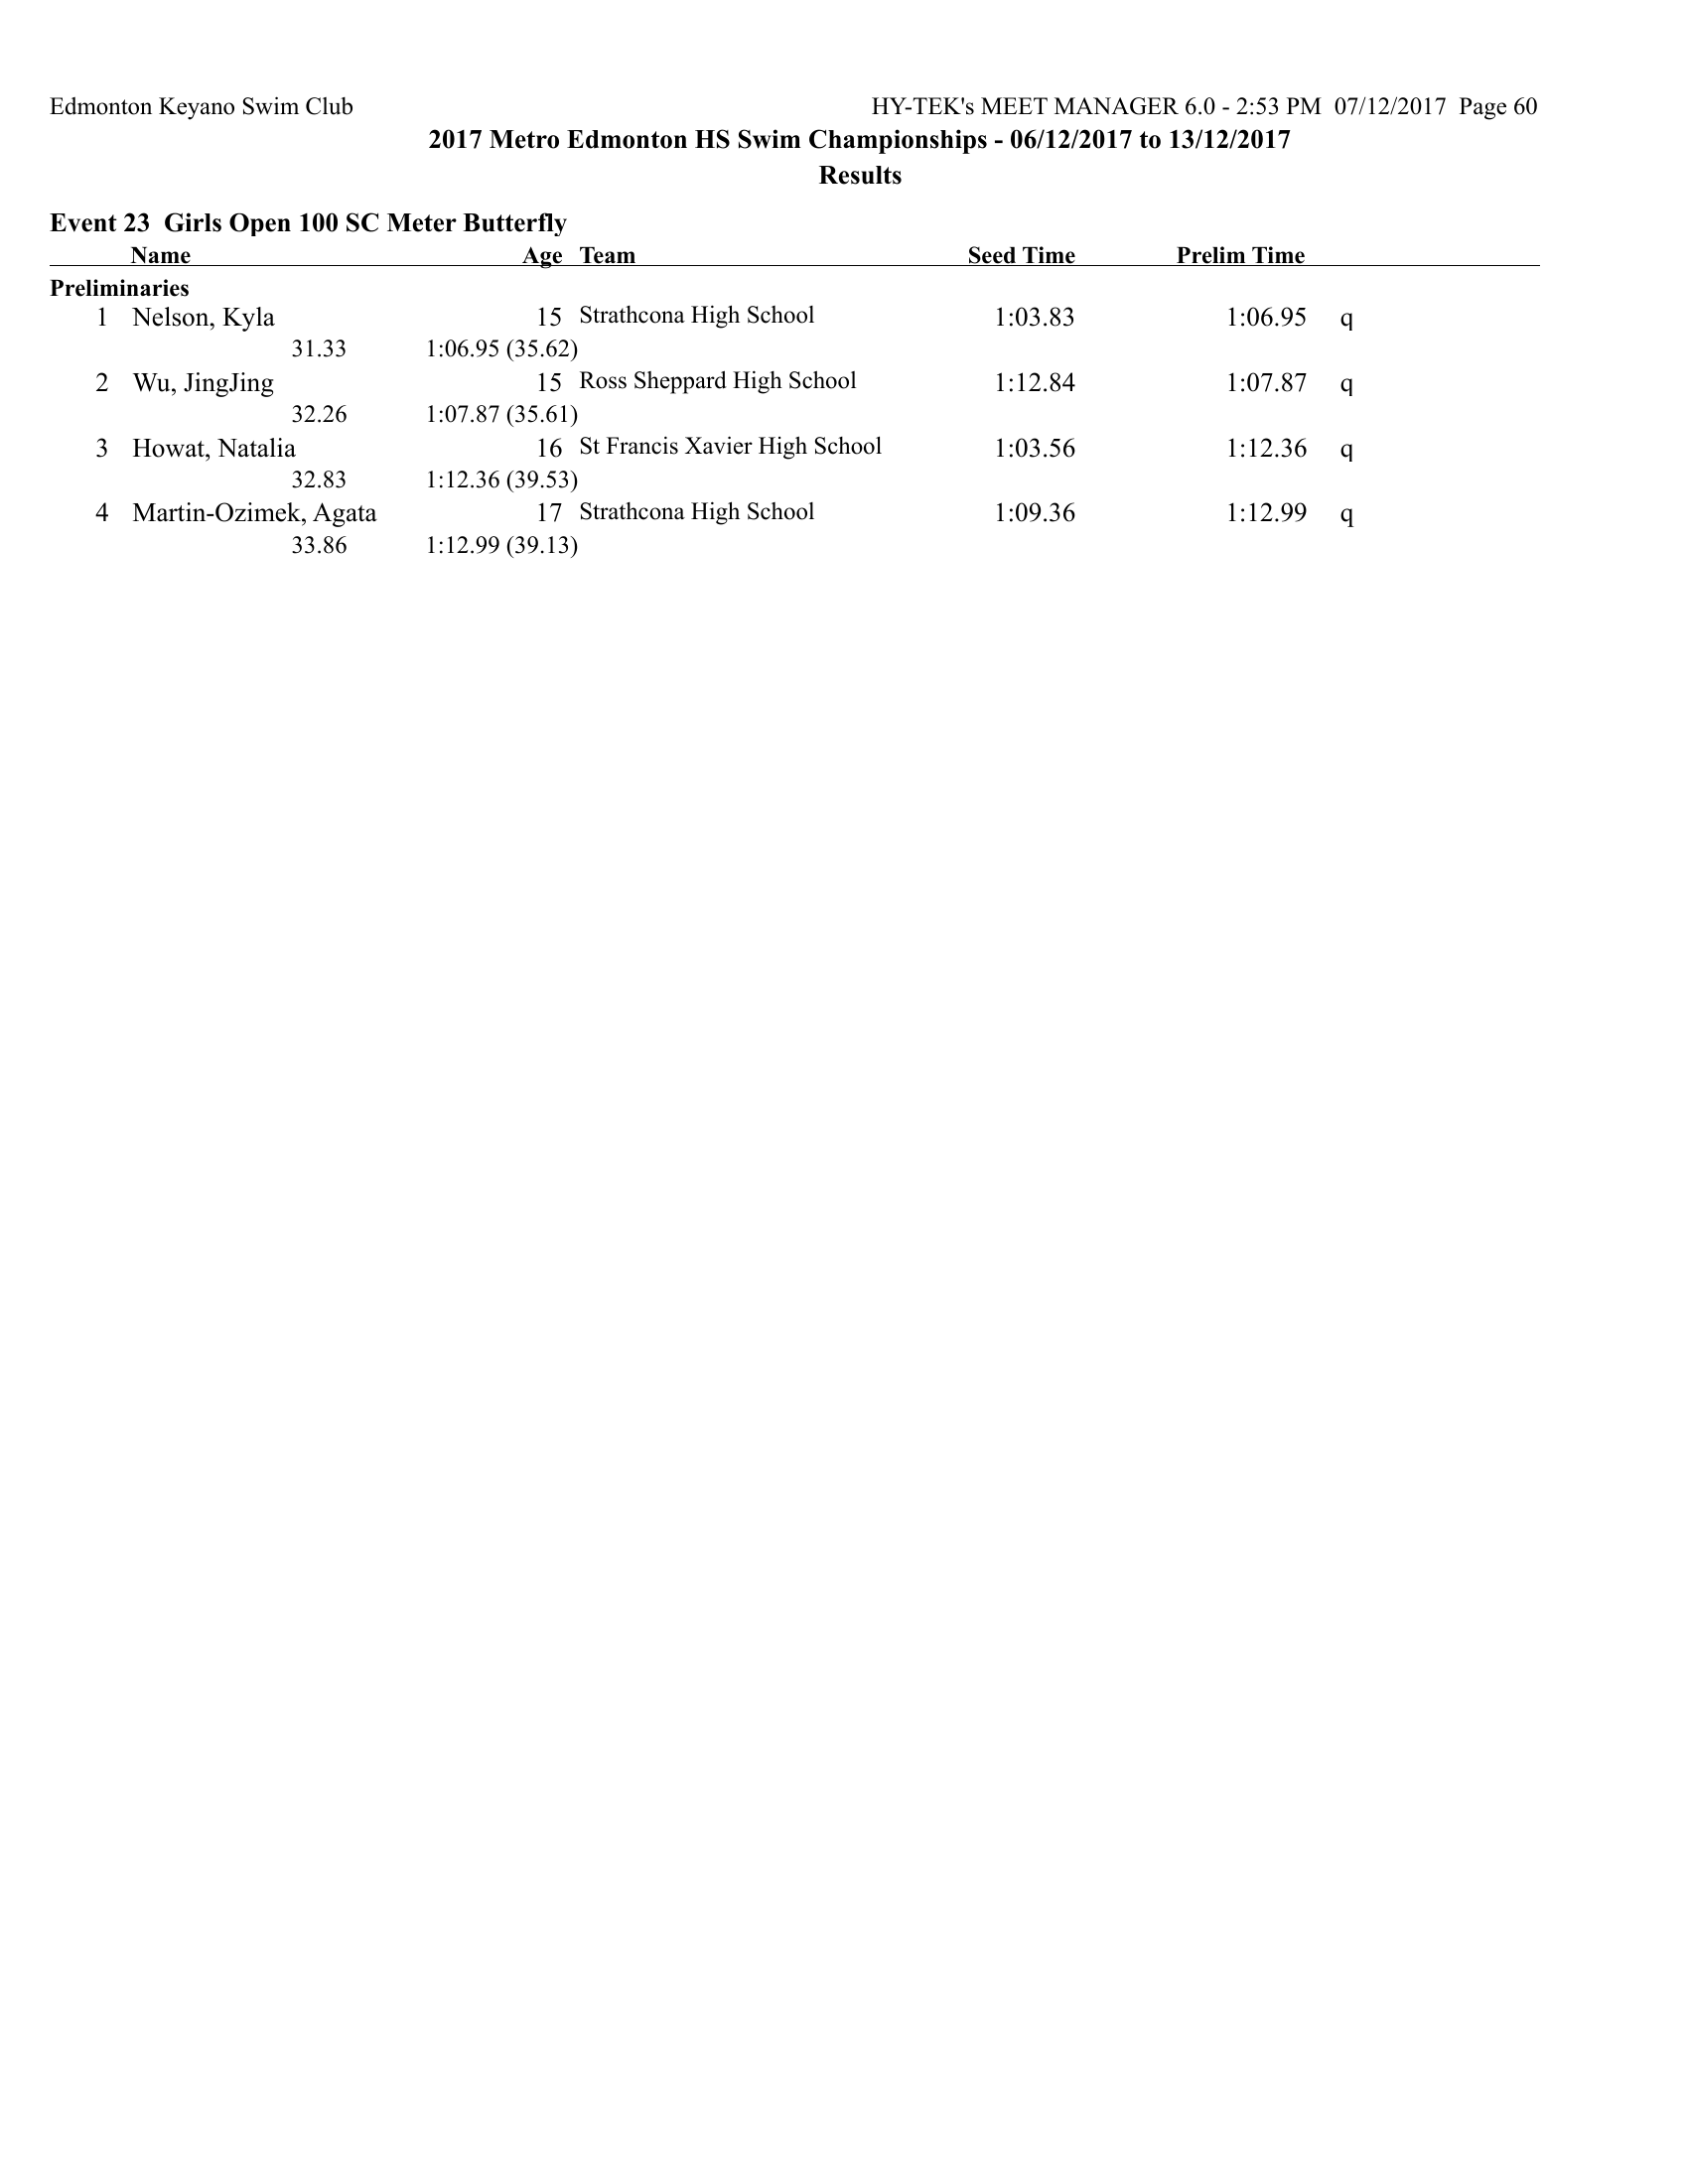 Edmonton Keyano Swim Club HY-TEK's MEET MANAGER 6.0 - 2:53 PM 07/12/2017 Page 60
2017 Metro Edmonton HS Swim Championships - 06/12/2017 to 13/12/2017
Results
Event 23 Girls Open 100 SC Meter Butterfly
Name Age Team Seed Time Prelim Time
Preliminaries
1 Nelson, Kyla 15 Strathcona High School 1:03.83 1:06.95 q
31.33 1:06.95 (35.62)
2 Wu, JingJing 15 Ross Sheppard High School 1:12.84 1:07.87 q
32.26 1:07.87 (35.61)
3 Howat, Natalia 16 St Francis Xavier High School 1:03.56 1:12.36 q
32.83 1:12.36 (39.53)
4 Martin-Ozimek, Agata 17 Strathcona High School 1:09.36 1:12.99 q
33.86 1:12.99 (39.13)